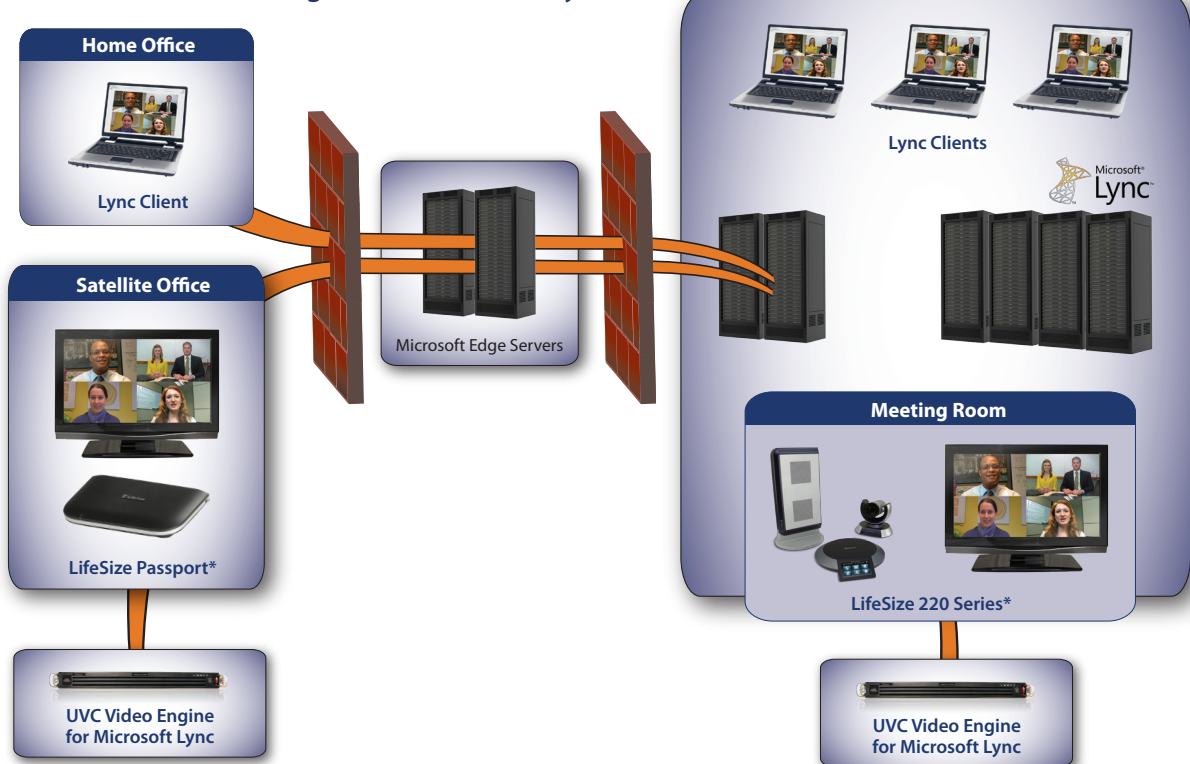 Home Office
Lync Client
Satellite Office
LifeSize Passport*
UVC Video Engine
for Microsoft Lync
Microsoft Edge Servers
Lync Clients
Microsoft®
Lync™
Meeting Room
LifeSize 220 Series*
UVC Video Engine
for Microsoft Lync